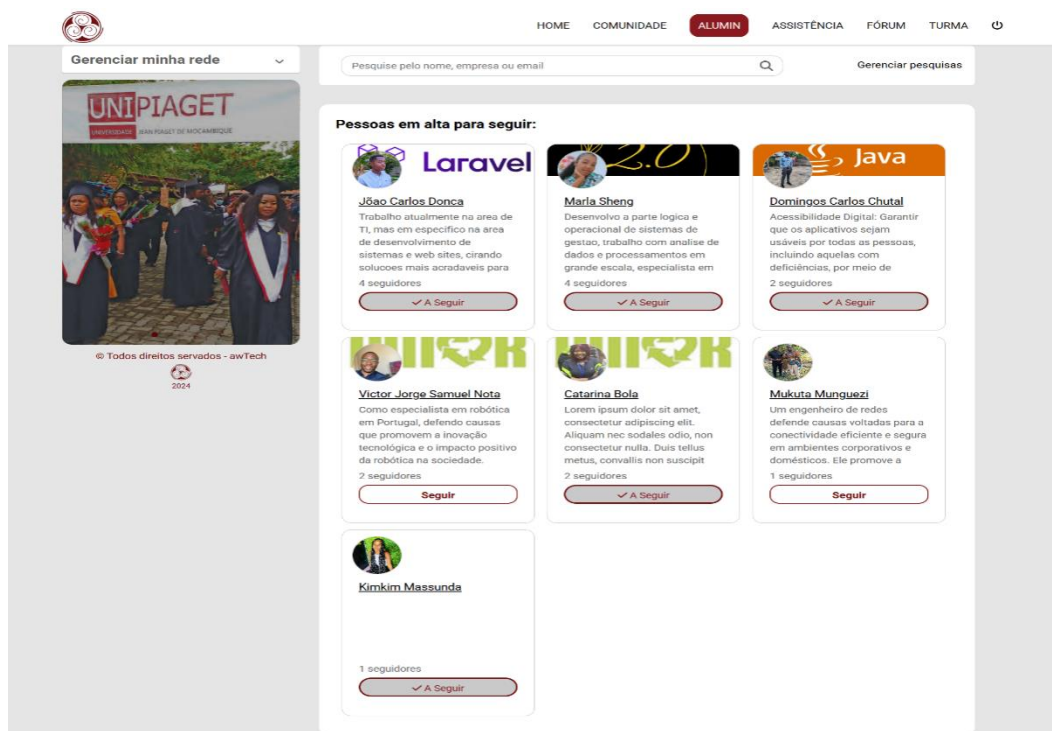 HOME COMUNIDADE ALUMIN ASSISTÊNCIA FÓRUM TURMA
Gerenciar minha rede
Pesquise pelo nome, empresa ou email
Gerenciar pesquisas
UNIPIAGET
UNIVERSIDADE JEAN PIAGET DE MOCAMBIQUE
© Todos direitos servados - awTech
2024
Pessoas em alta para seguir:
Laravel
Jõao Carlos Donca
Trabalho atualmente na area de
TI, mas em especifico na area
de desenvolvimento de
sistemas e web sites, cirando
solucoes mais acradaveis para
4 seguidores
A Seguir
2.0
Marla Sheng
Desenvolvo a parte logica e
operacional de sistemas de
gestao, trabalho com analise de
dados e processamentos em
grande escala, especialista em
4 seguidores
A Seguir
Java
Domingos Carlos Chutal
Acessibilidade Digital: Garantir
que os aplicativos sejam
usáveis por todas as pessoas,
incluindo aquelas com
deficiências, por meio de
2 seguidores
A Seguir
Victor Jorge Samuel Nota
Como especialista em robótica
em Portugal, defendo causas
que promovem a inovação
tecnológica e o impacto positivo
da robótica na sociedade.
2 seguidores
Seguir
Catarina Bola
Lorem ipsum dolor sit amet,
consectetur adipiscing elit.
Aliquam nec sodales odio, non
consectetur nulla. Duis tellus
metus, convallis non suscipit
2 seguidores
A Seguir
Mukuta Munguezi
Um engenheiro de redes
defende causas voltadas para a
conectividade eficiente e segura
em ambientes corporativos e
domésticos. Ele promove a
1 seguidores
Seguir
Kimkim Massunda
1 seguidores
A Seguir